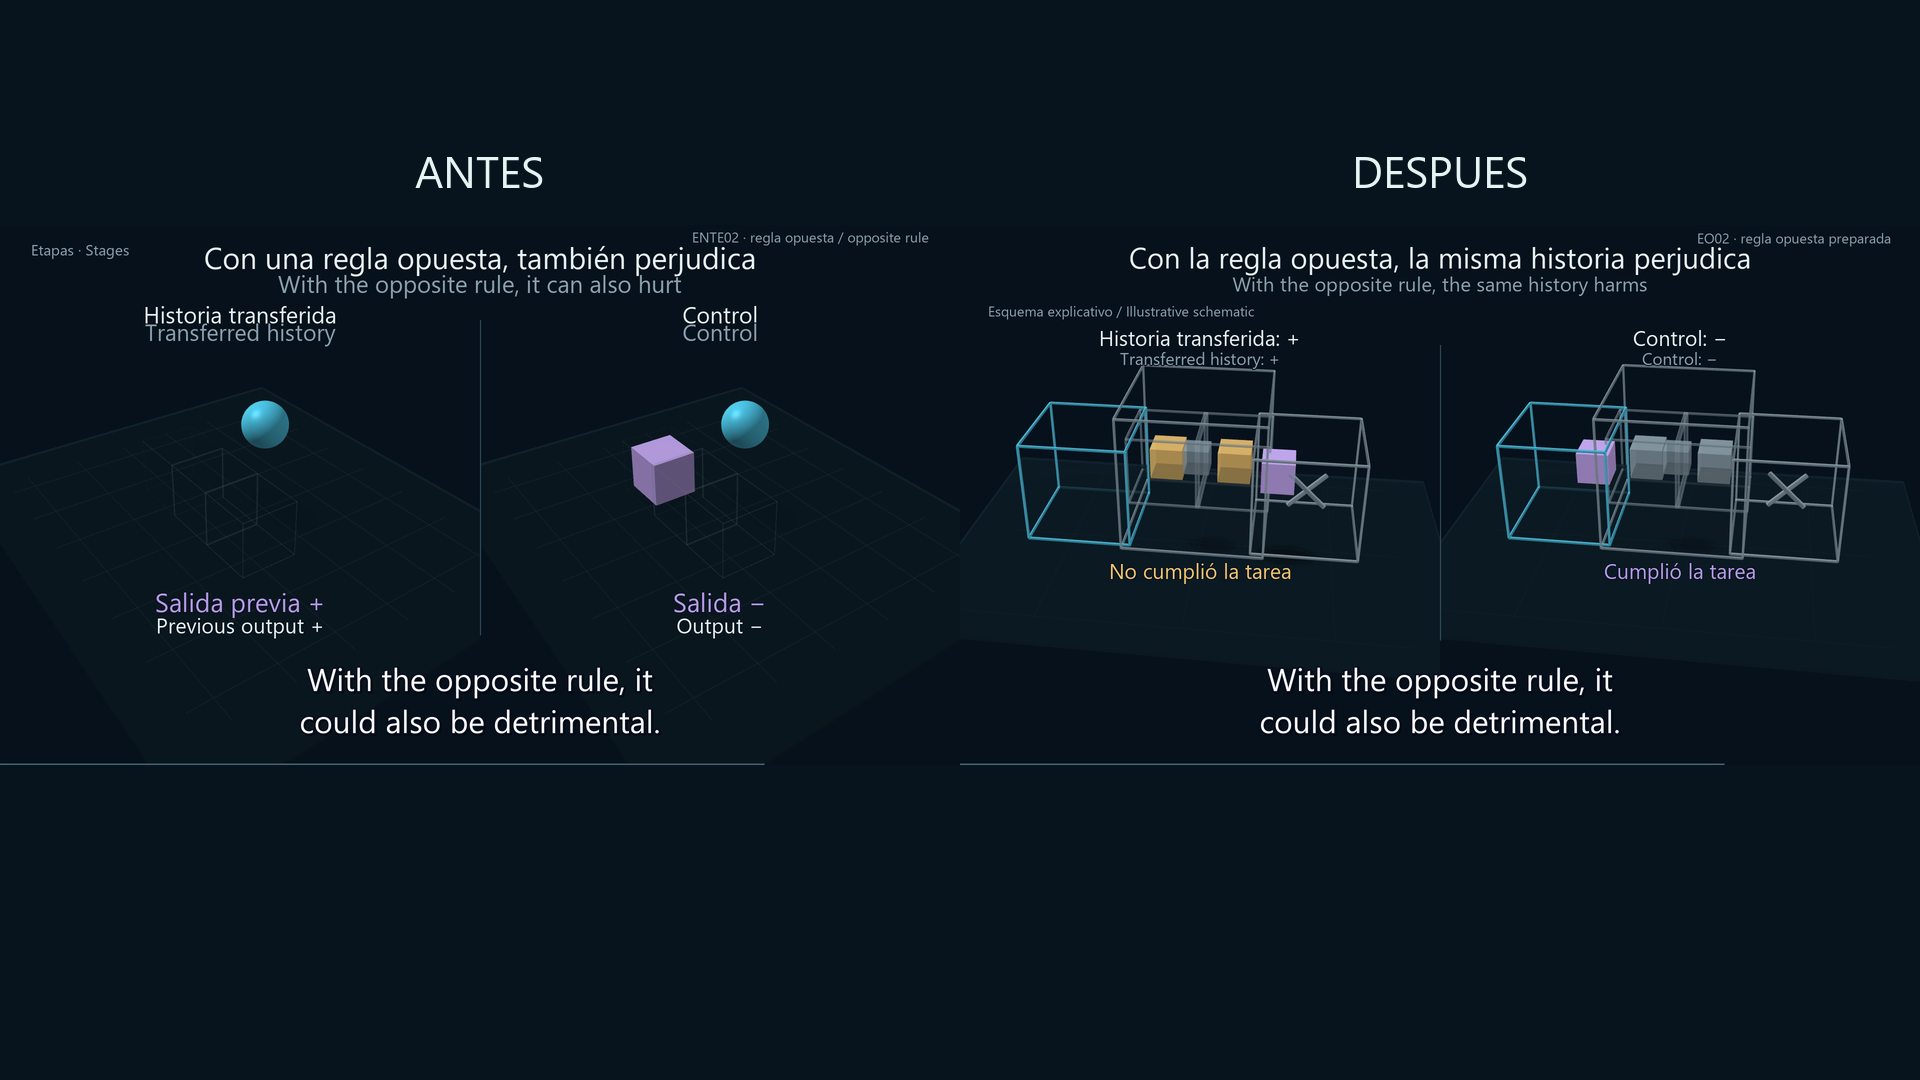 ANTES
ENTE02 · regla opuesta / opposite rule
Etapas · Stages
Con una regla opuesta, también perjudica
With the opposite rule, it can also hurt
Historia transferida
Transferred history
Control
Control
Salida previa +
Previous output +
Salida −
Output −
With the opposite rule, it
could also be detrimental.
DESPUES
EO02 · regla opuesta preparada
Con la regla opuesta, la misma historia perjudica
With the opposite rule, the same history harms
Esquema explicativo / Illustrative schematic
Historia transferida: +
Transferred history: +
Control: −
Control: −
No cumplió la tarea
Cumplió la tarea
With the opposite rule, it
could also be detrimental.